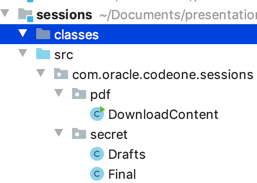 sessions ~/Documents/presentation
classes
src
com.oracle.codeone.sessions
pdf
DownloadContent
secret
Drafts
Final